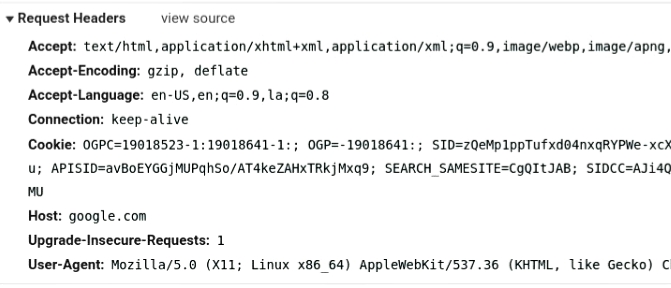 ▼ Request Headers view source
Accept: text/html,application/xhtml+xml,application/xml;q=0.9,image/webp,image/apng,
Accept-Encoding: gzip, deflate
Accept-Language: en-US,en;q=0.9,la;q=0.8
Connection: keep-alive
Cookie: OGPC=19018523-1:19018641-1:; OGP=-19018641:; SID=zQeMp1ppTufxd04nxqRYPWe-xcX
u; APISID=avBoEYGGjMUPqhSo/AT4keZAHxTRkjMxq9; SEARCH_SAMESITE=CgQItJAB; SIDCC=AJi4Q
MU
Host: google.com
Upgrade-Insecure-Requests: 1
User-Agent: Mozilla/5.0 (X11; Linux x86_64) AppleWebKit/537.36 (KHTML, like Gecko)